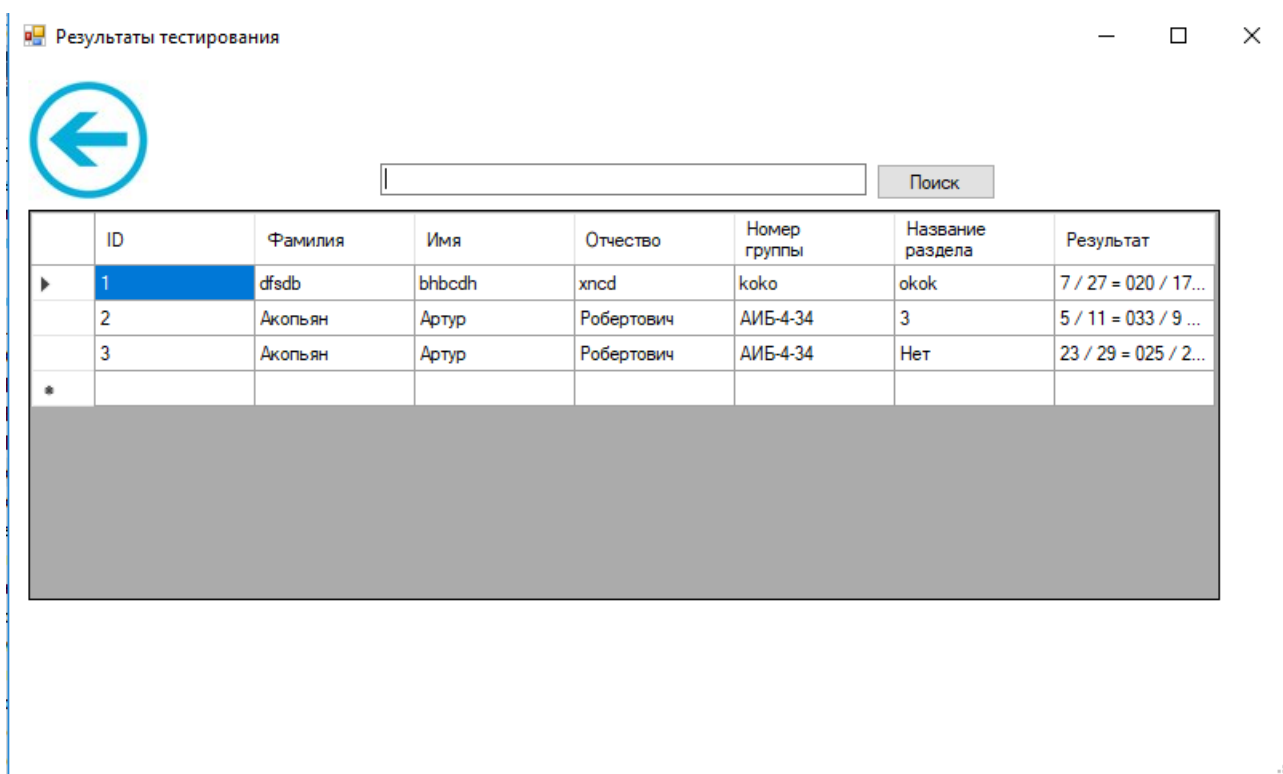 Результаты тестирования
Поиск
ID Фамилия Имя Отчество Номер группы Название раздела Результат
1 dfsdb bhbcdh xncd koko okok 7 / 27 = 020 / 17...
2 Акопьян Артур Робертович АИБ-4-34 3 5 / 11 = 033 / 9 ...
3 Акопьян Артур Робертович АИБ-4-34 Нет 23 / 29 = 025 / 2...